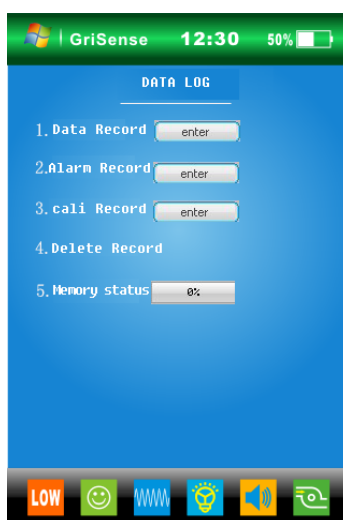 GriSense 12:30 50%
DATA LOG
1. Data Record enter
2.Alarm Record enter
3. cali Record enter
4. Delete Record
5. Memory status 0%
LOW